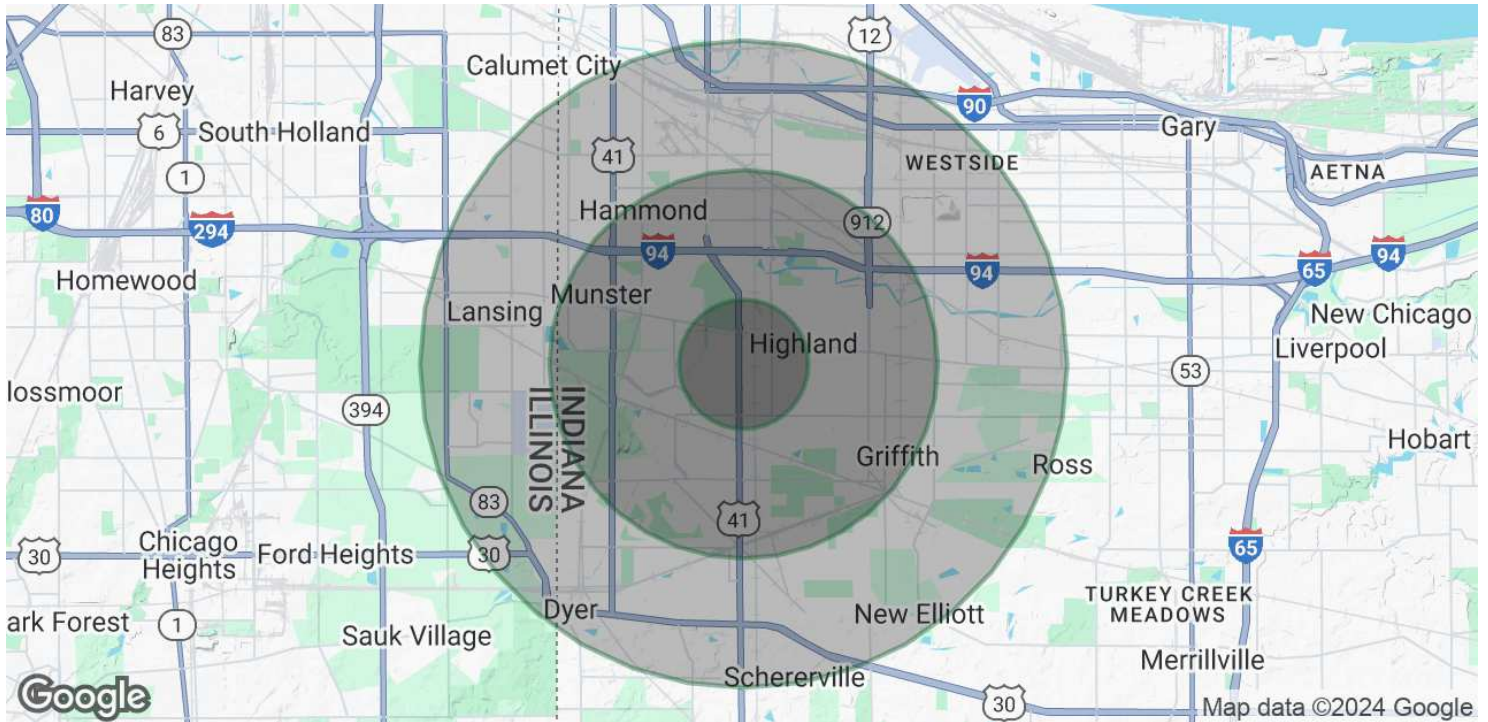 83
12
Calumet City
Harvey
90
6
South Holland
Gary
41
WESTSIDE
AETNA
1
80
294
Hammond
912
94
94
65
94
Homewood
Munster
Lansing
New Chicago
Highland
Liverpool
53
lossmoor
394
INDIANA
ILLINOIS
Hobart
Griffith
Ross
83
41
30
Chicago
Heights
Ford Heights
30
65
TURKEY CREEK
MEADOWS
Dyer
New Elliott
ark Forest
1
Sauk Village
Merrillville
Schererville
30
Google
Map data ©2024 Google